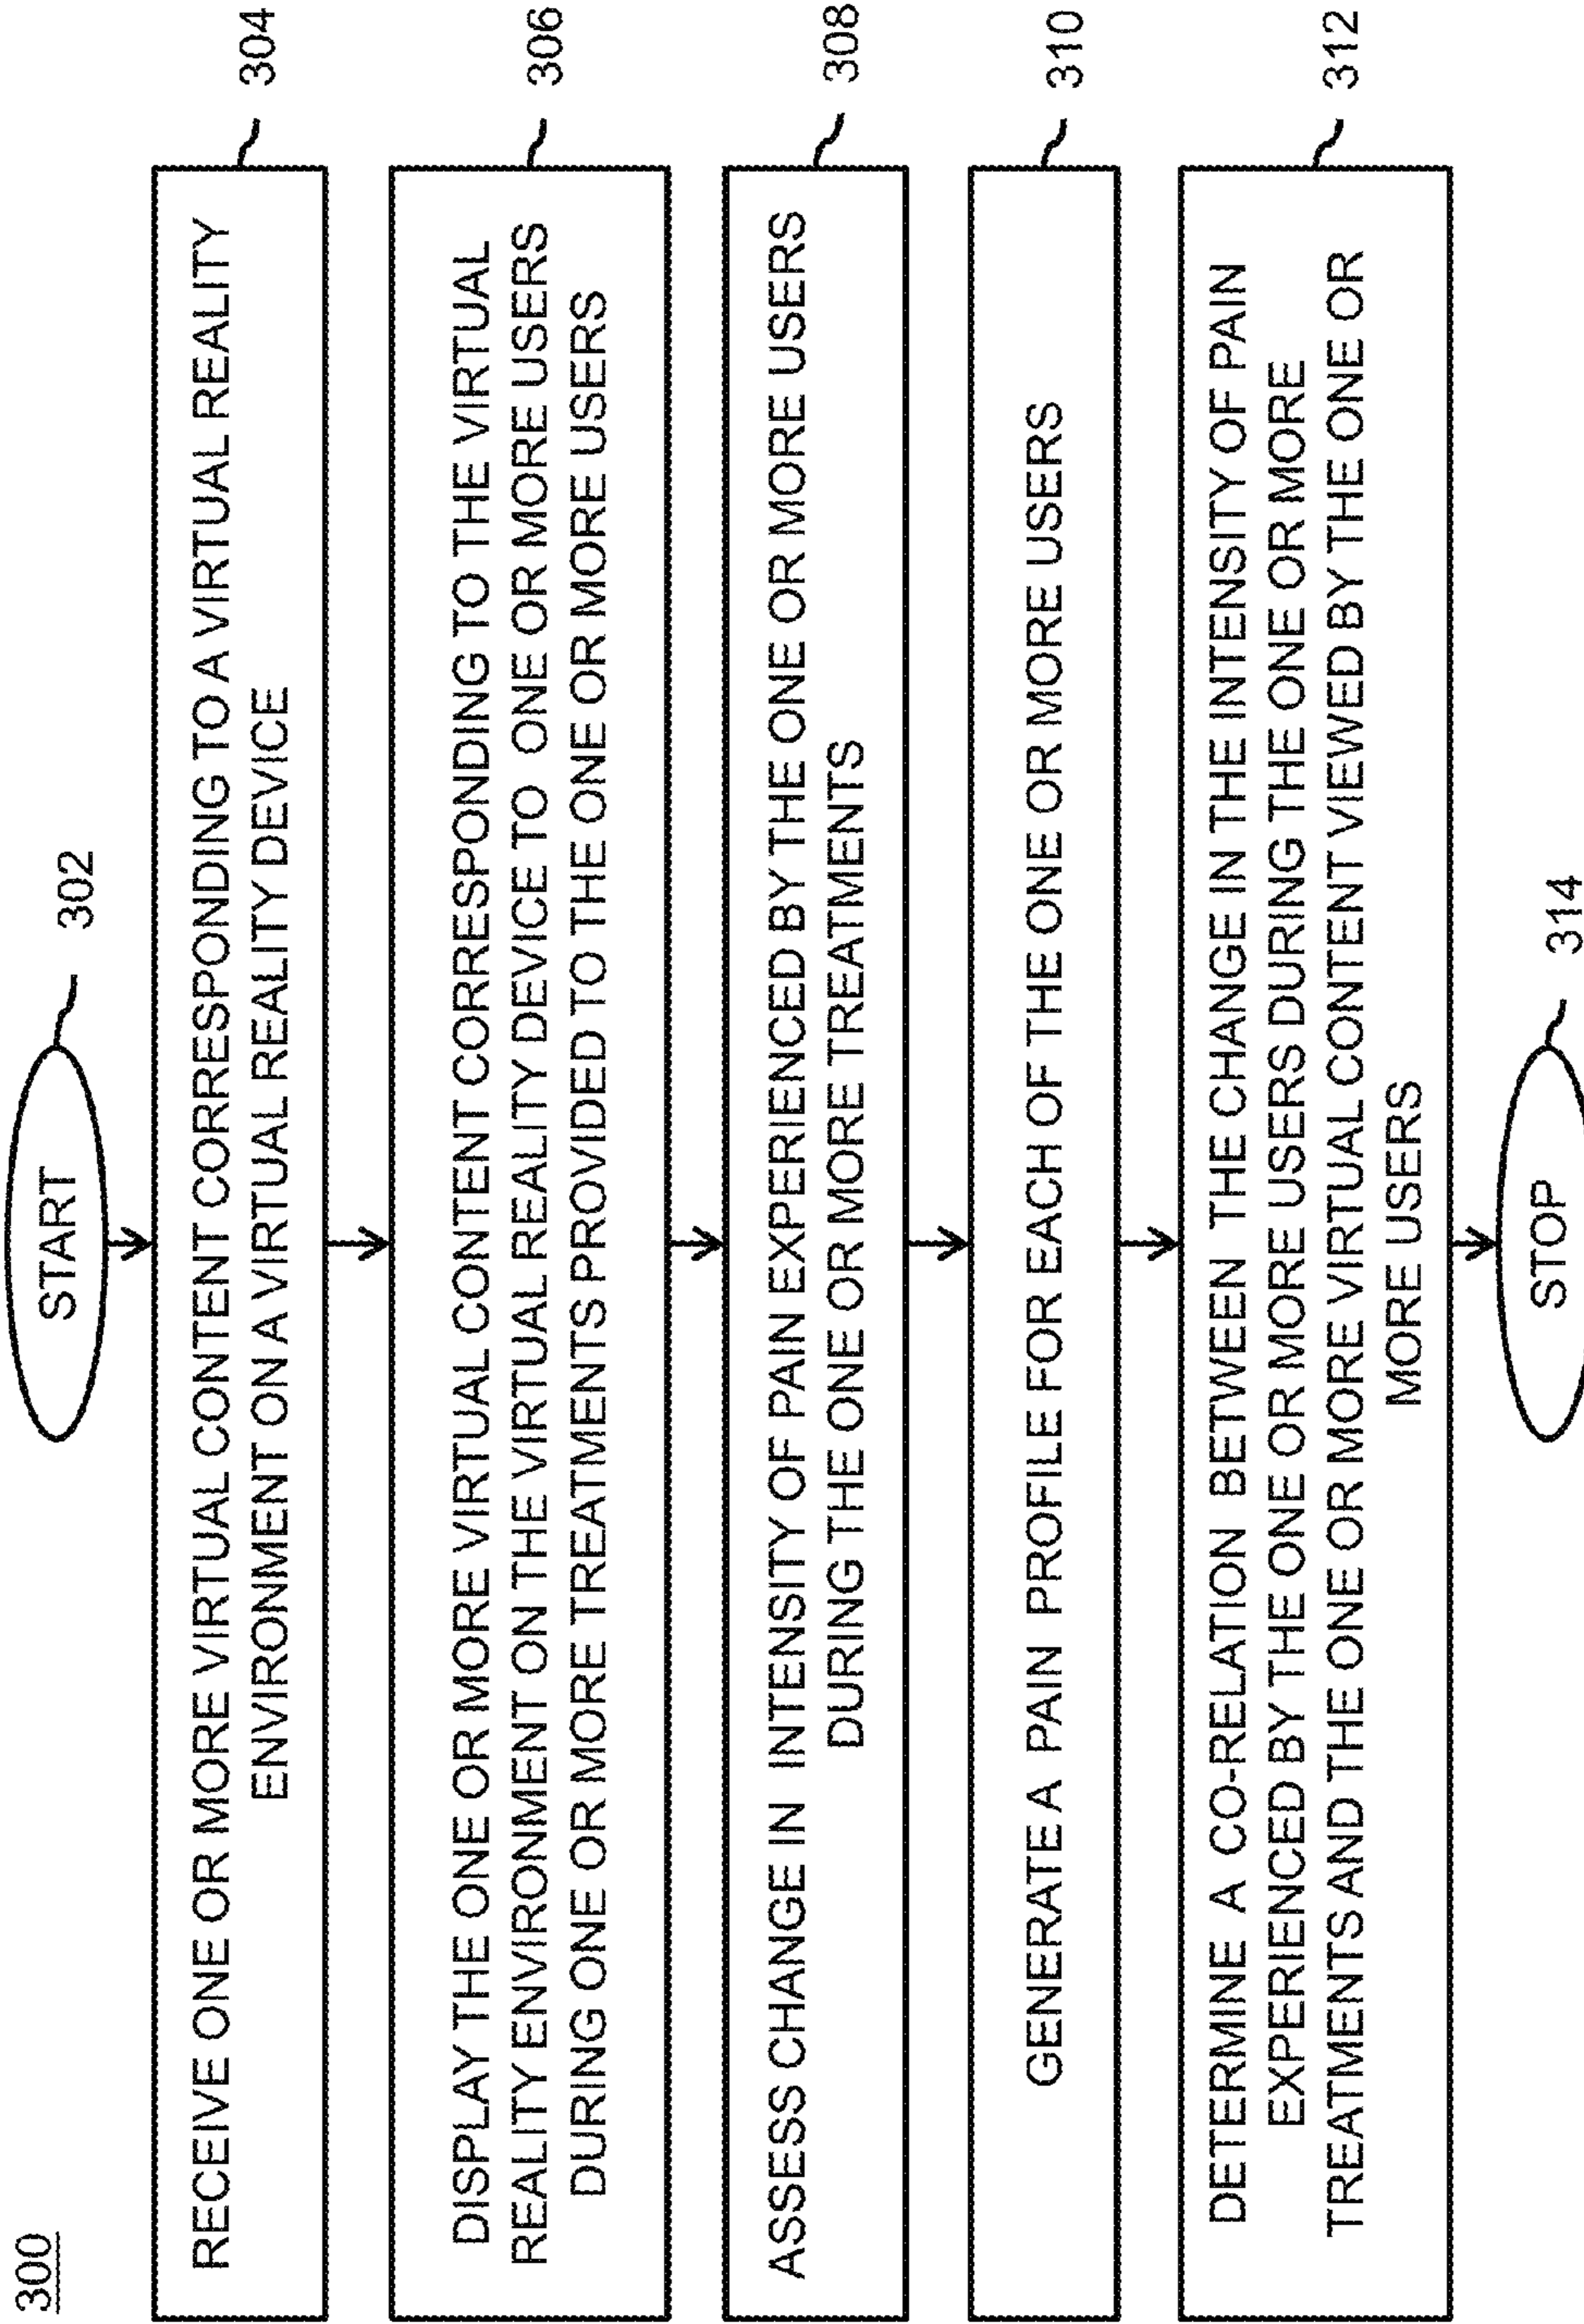 300
START
302
RECEIVE ONE OR MORE VIRTUAL CONTENT CORRESPONDING TO A VIRTUAL REALITY
ENVIRONMENT ON A VIRTUAL REALITY DEVICE
304
DISPLAY THE ONE OR MORE VIRTUAL CONTENT CORRESPONDING TO THE VIRTUAL
REALITY ENVIRONMENT ON THE VIRTUAL REALITY DEVICE TO ONE OR MORE USERS
DURING ONE OR MORE TREATMENTS PROVIDED TO THE ONE OR MORE USERS
306
ASSESS CHANGE IN INTENSITY OF PAIN EXPERIENCED BY THE ONE OR MORE USERS
DURING THE ONE OR MORE TREATMENTS
308
GENERATE A PAIN PROFILE FOR EACH OF THE ONE OR MORE USERS
310
DETERMINE A CO-RELATION BETWEEN THE CHANGE IN THE INTENSITY OF PAIN
EXPERIENCED BY THE ONE OR MORE USERS DURING THE ONE OR MORE
TREATMENTS AND THE ONE OR MORE VIRTUAL CONTENT VIEWED BY THE ONE OR
MORE USERS
312
STOP
314